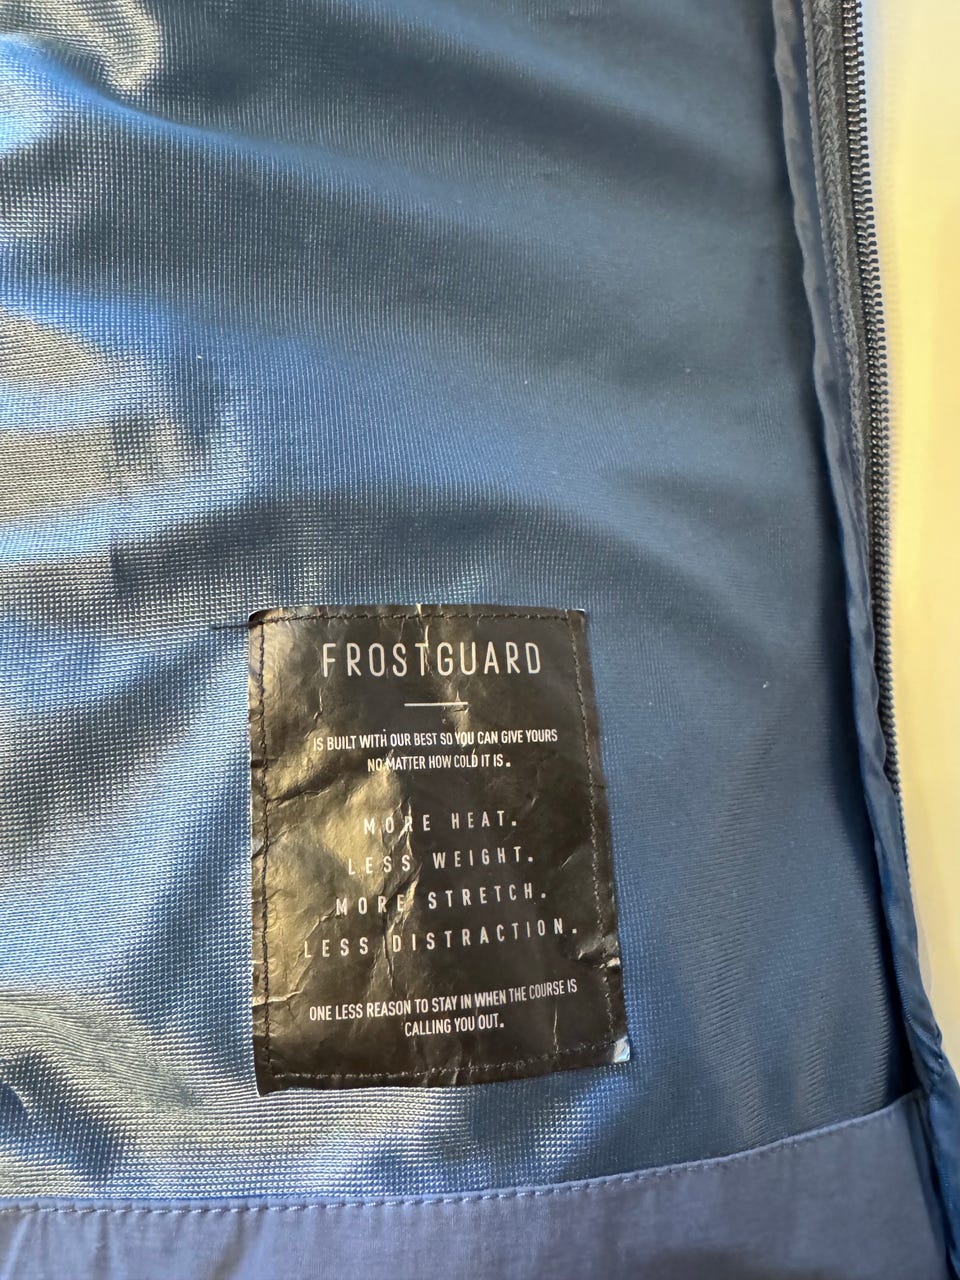 FROSTGUARD
IS BUILT WITH OUR BEST SO YOU CAN GIVE YOURS
NO MATTER HOW COLD IT IS.
MORE HEAT.
LESS WEIGHT.
MORE STRETCH.
LESS DISTRACTION.
ONE LESS REASON TO STAY IN WHEN THE COURSE IS
CALLING YOU OUT.